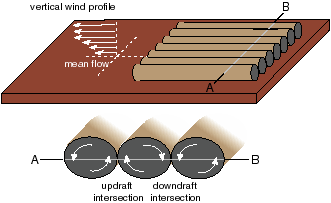 vertical wind profile
B
mean flow
A
A
B
updraft downdraft
intersection intersection